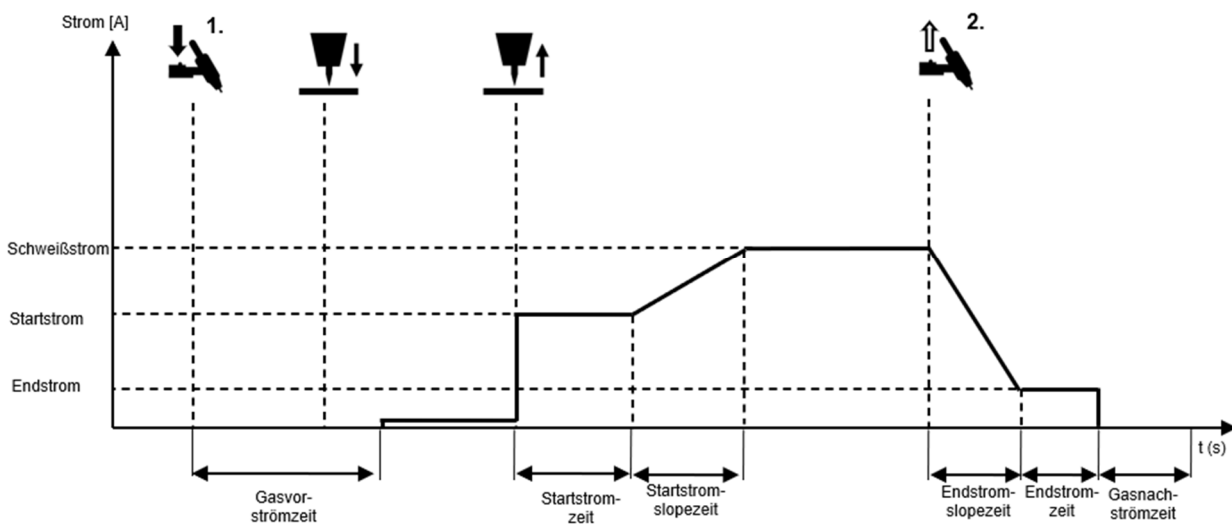 Strom [A]
1.
2.
Schweißstrom
Startstrom
Endstrom
t (s)
Gasvor-
strömzeit
Startstrom-
zeit
Startstrom-
slopezeit
Endstrom-
slopezeit
Endstrom-
zeit
Gasnach-
strömzeit